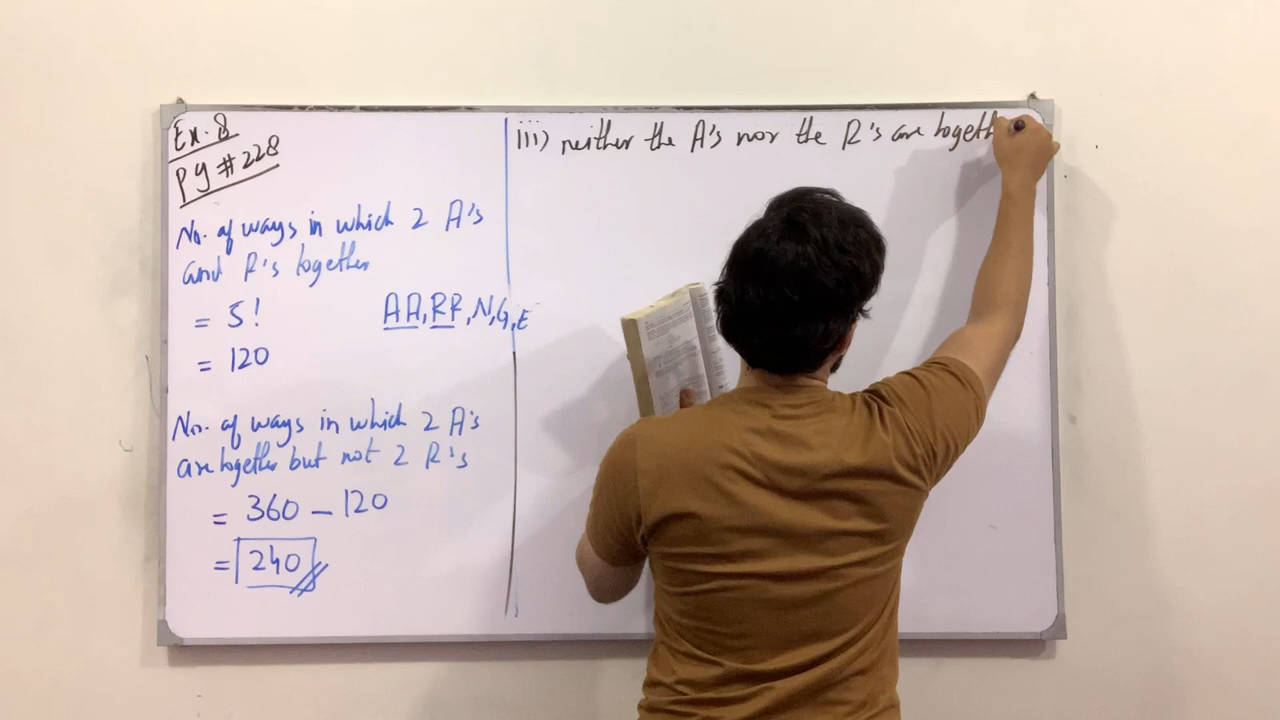 Ex. 8
Pg # 228
No. of ways in which 2 A's
and R's together
= 5!
AA, RR, N, G, E
= 120
No. of ways in which 2 A's
are together but not 2 R's
= 360 - 120
= 240
iii) neither the A's nor the R's are togeth